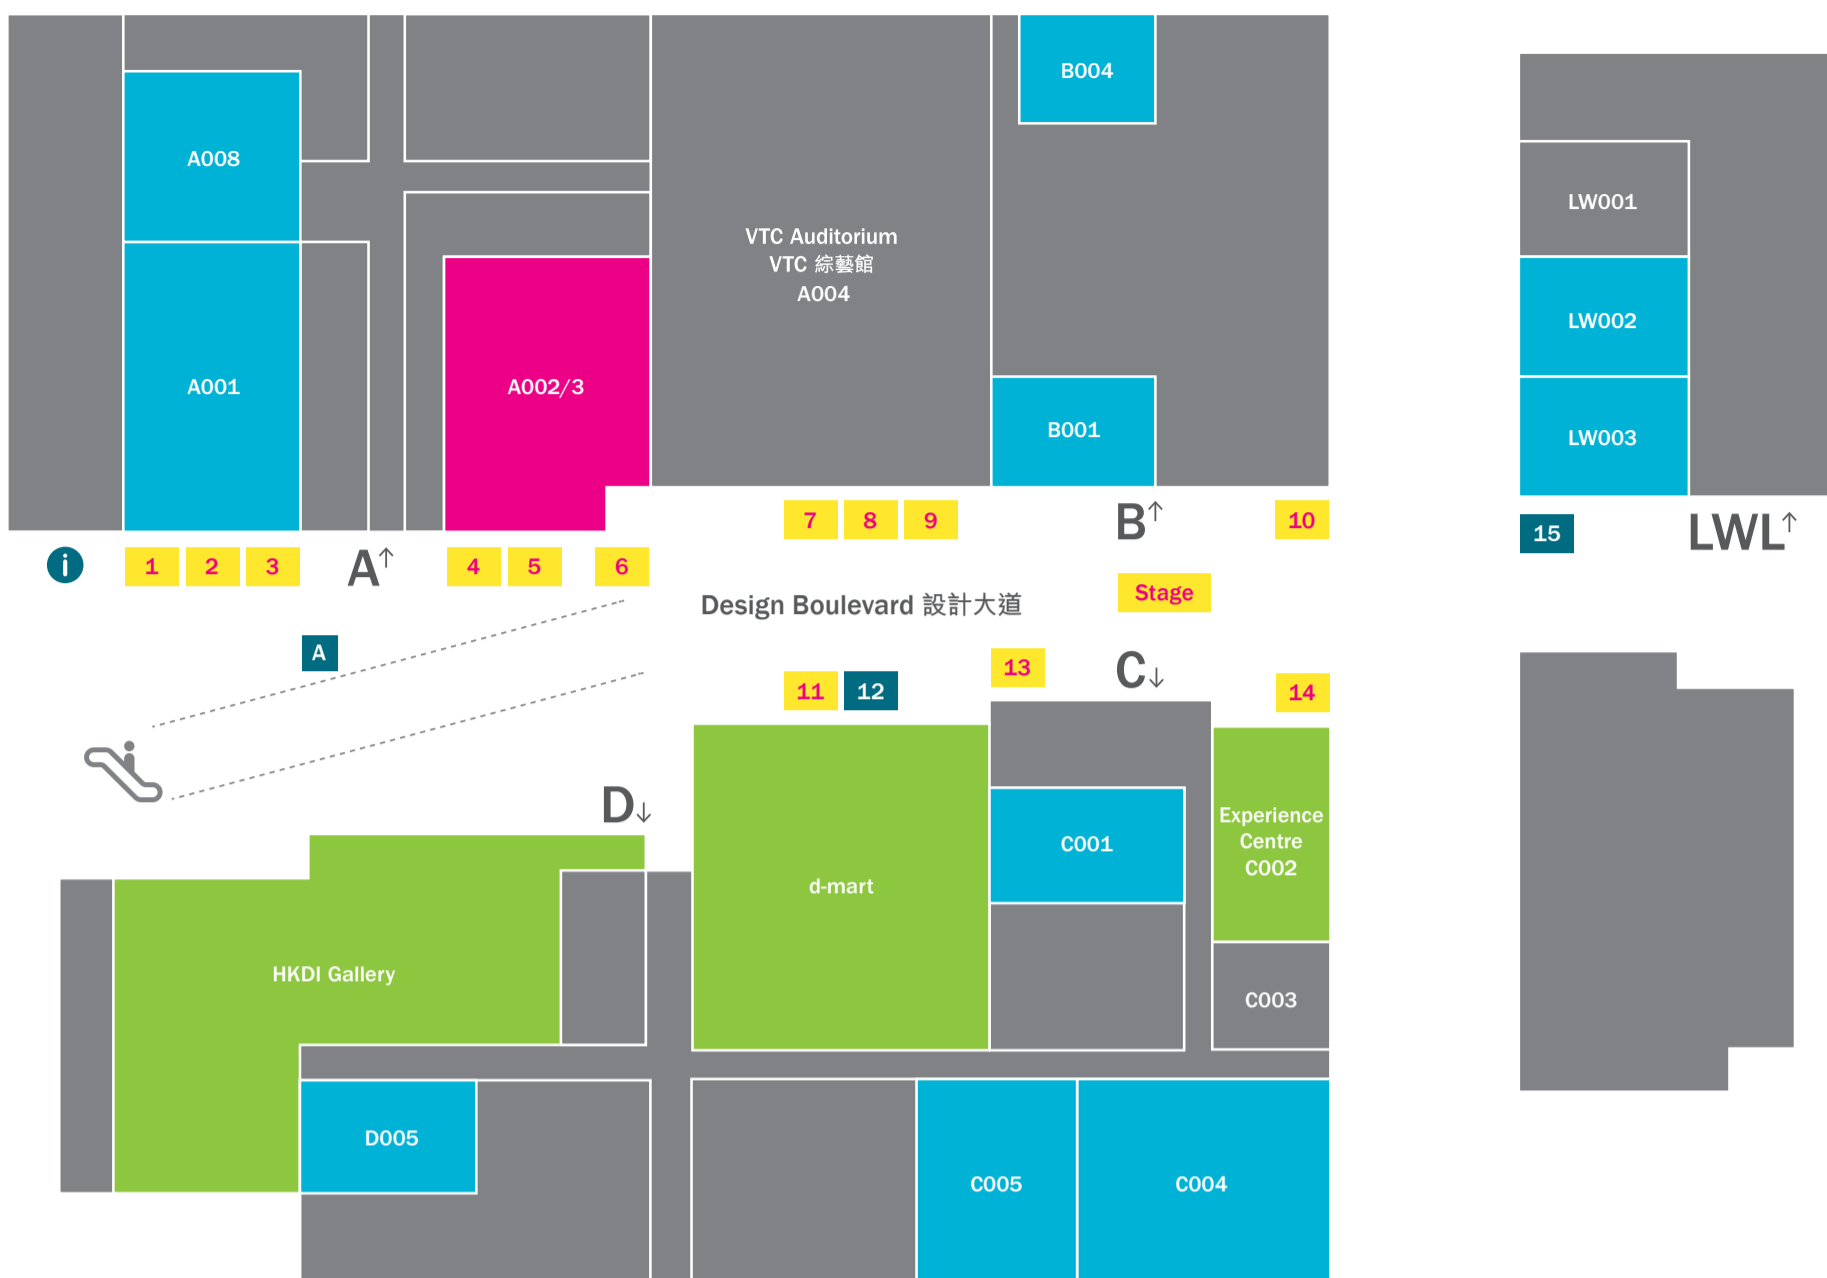 B004
A008
LW001
VTC Auditorium
VTC 綜藝館
A004
LW002
A001
A002/3
B001
LW003
7
8
9
B↑
10
15
LWL↑
i
1
2
3
A↑
4
5
6
Stage
Design Boulevard 設計大道
A
13
C↓
11
12
14
D↓
Experience
Centre
C002
C001
d-mart
HKDI Gallery
C003
D005
C005
C004